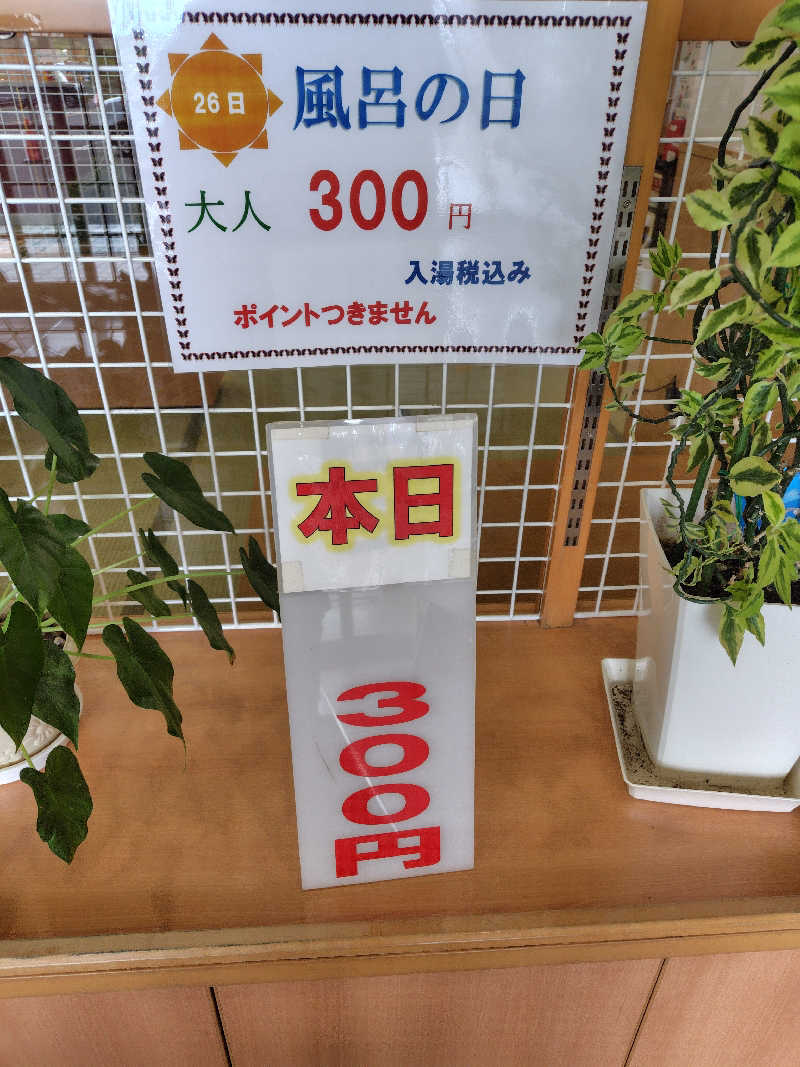 26日
風呂の日
大人 300円
入湯税込み
ポイントつきません
本日
300円